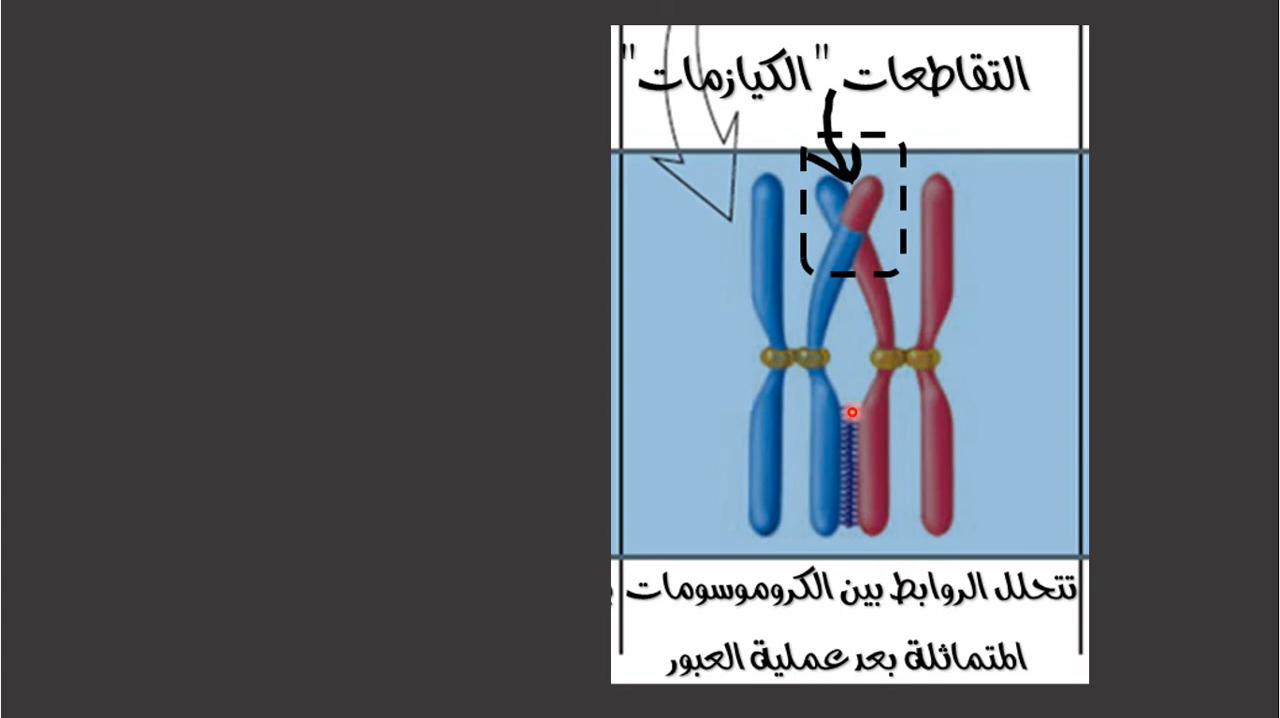 التقاطعات "الكيازمات"
تتحلل الروابط بين الكروموسومات
المتماثلة بعد عملية العبور